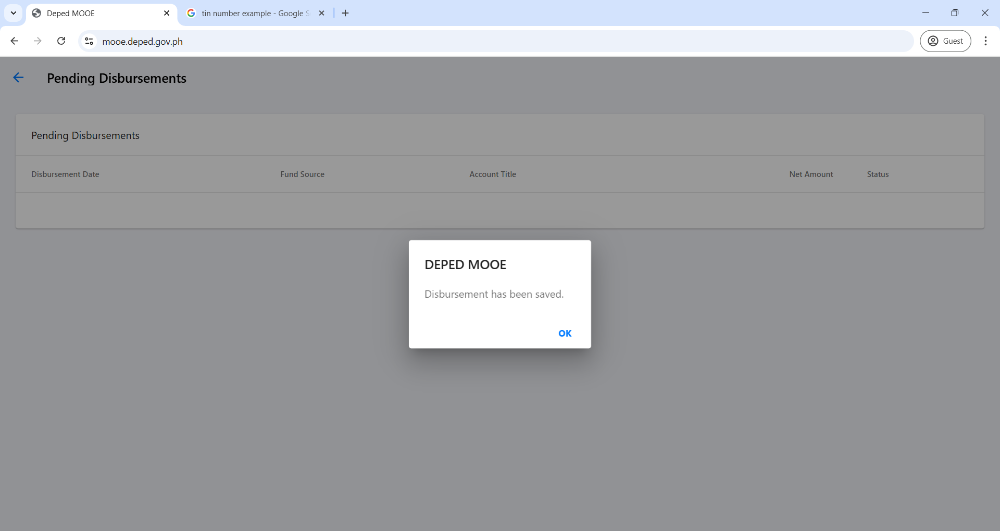 Deped MOOE
tin number example - Google S
mooe.deped.gov.ph
Guest
Pending Disbursements
Pending Disbursements
Disbursement Date Fund Source Account Title Net Amount Status
DEPED MOOE
Disbursement has been saved.
OK